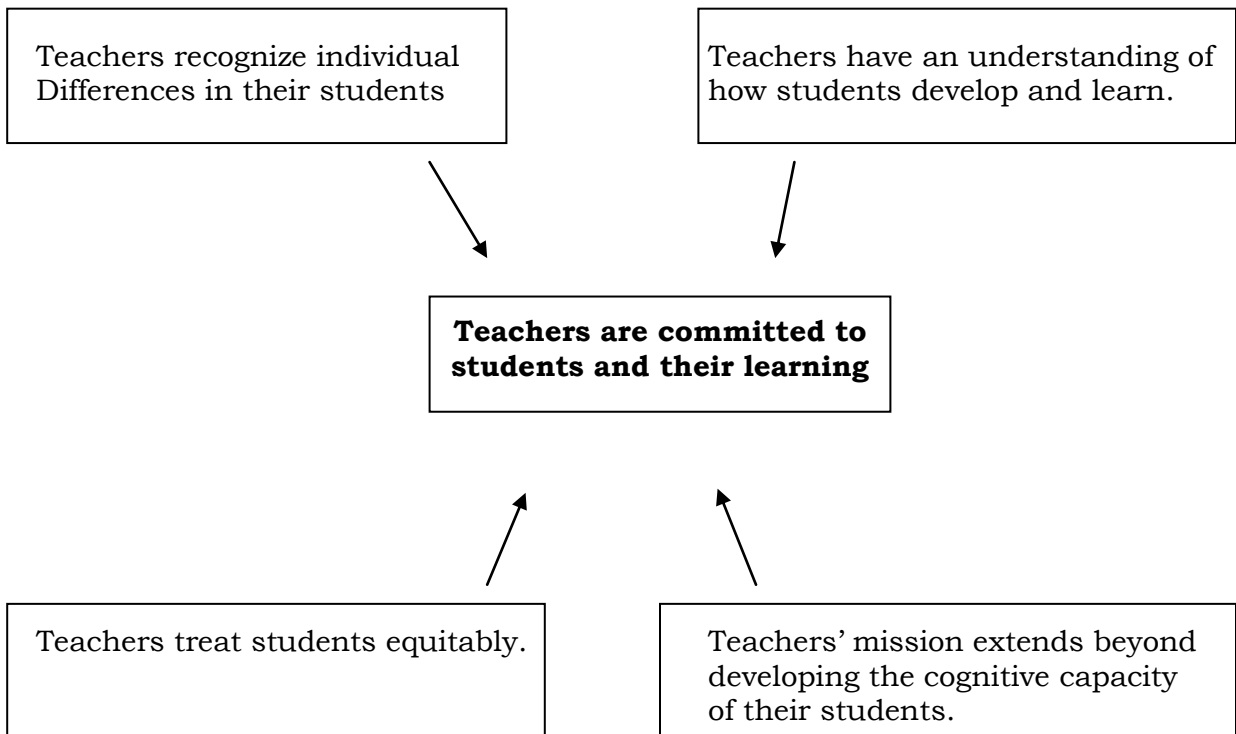 Teachers recognize individual
Differences in their students
Teachers have an understanding of
how students develop and learn.
Teachers are committed to
students and their learning
Teachers treat students equitably.
Teachers’ mission extends beyond
developing the cognitive capacity
of their students.